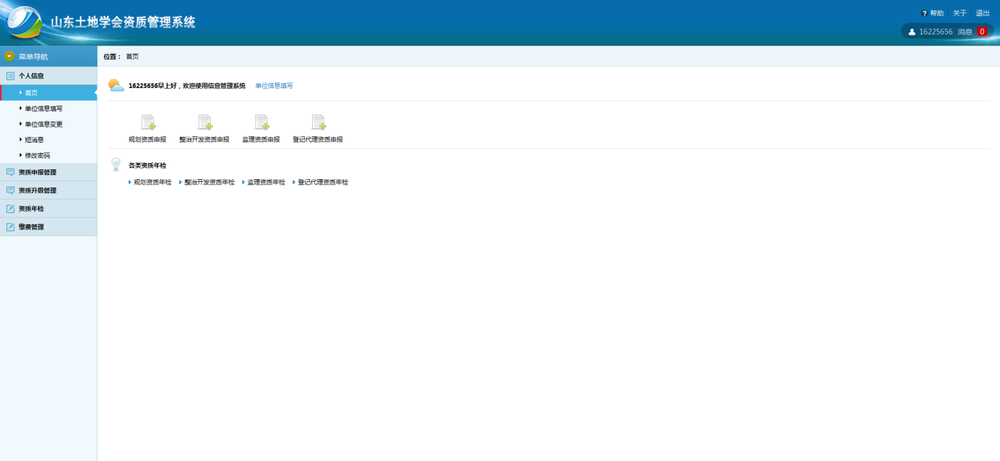 山东土地学会资质管理系统
帮助 关于 退出
16225656 消息 0
菜单导航
位置： 首页
个人信息
首页
单位信息填写
单位信息变更
短消息
修改密码
资质申报管理
资质升级管理
资质年检
缴费管理
16225656早上好，欢迎使用信息管理系统 单位信息填写
规划资质申报 整治开发资质申报 监理资质申报 登记代理资质申报
各类资质年检
规划资质年检 整治开发资质年检 监理资质年检 登记代理资质年检